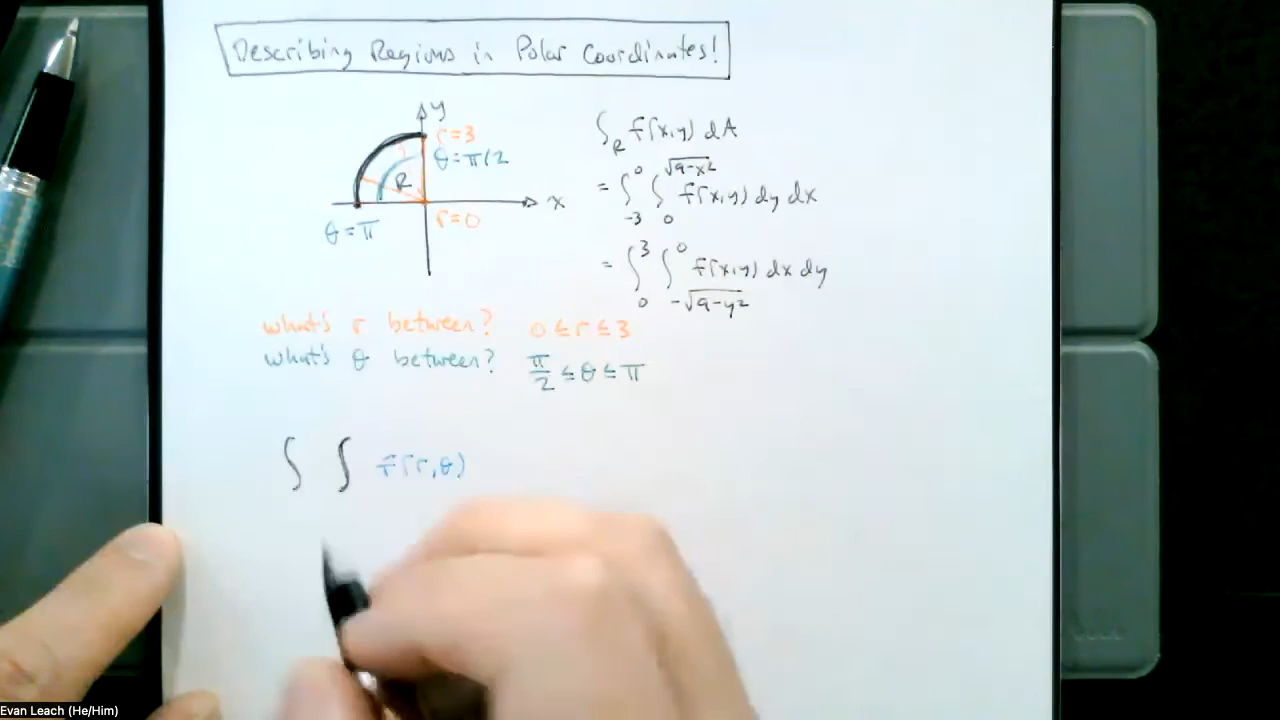 Describing Regions in Polar Coordinates!
y
r=3
θ=π/2
R
x
r=0
θ=π
∫_R f(x,y) dA
= ∫_{-3}^{0} ∫_{0}^{√(9-x²)} f(x,y) dy dx
= ∫_{0}^{3} ∫_{-√(9-y²)}^{0} f(x,y) dx dy
what's r between? 0 ≤ r ≤ 3
what's θ between? π/2 ≤ θ ≤ π
∫ ∫ f(r,θ)
Evan Leach (He/Him)